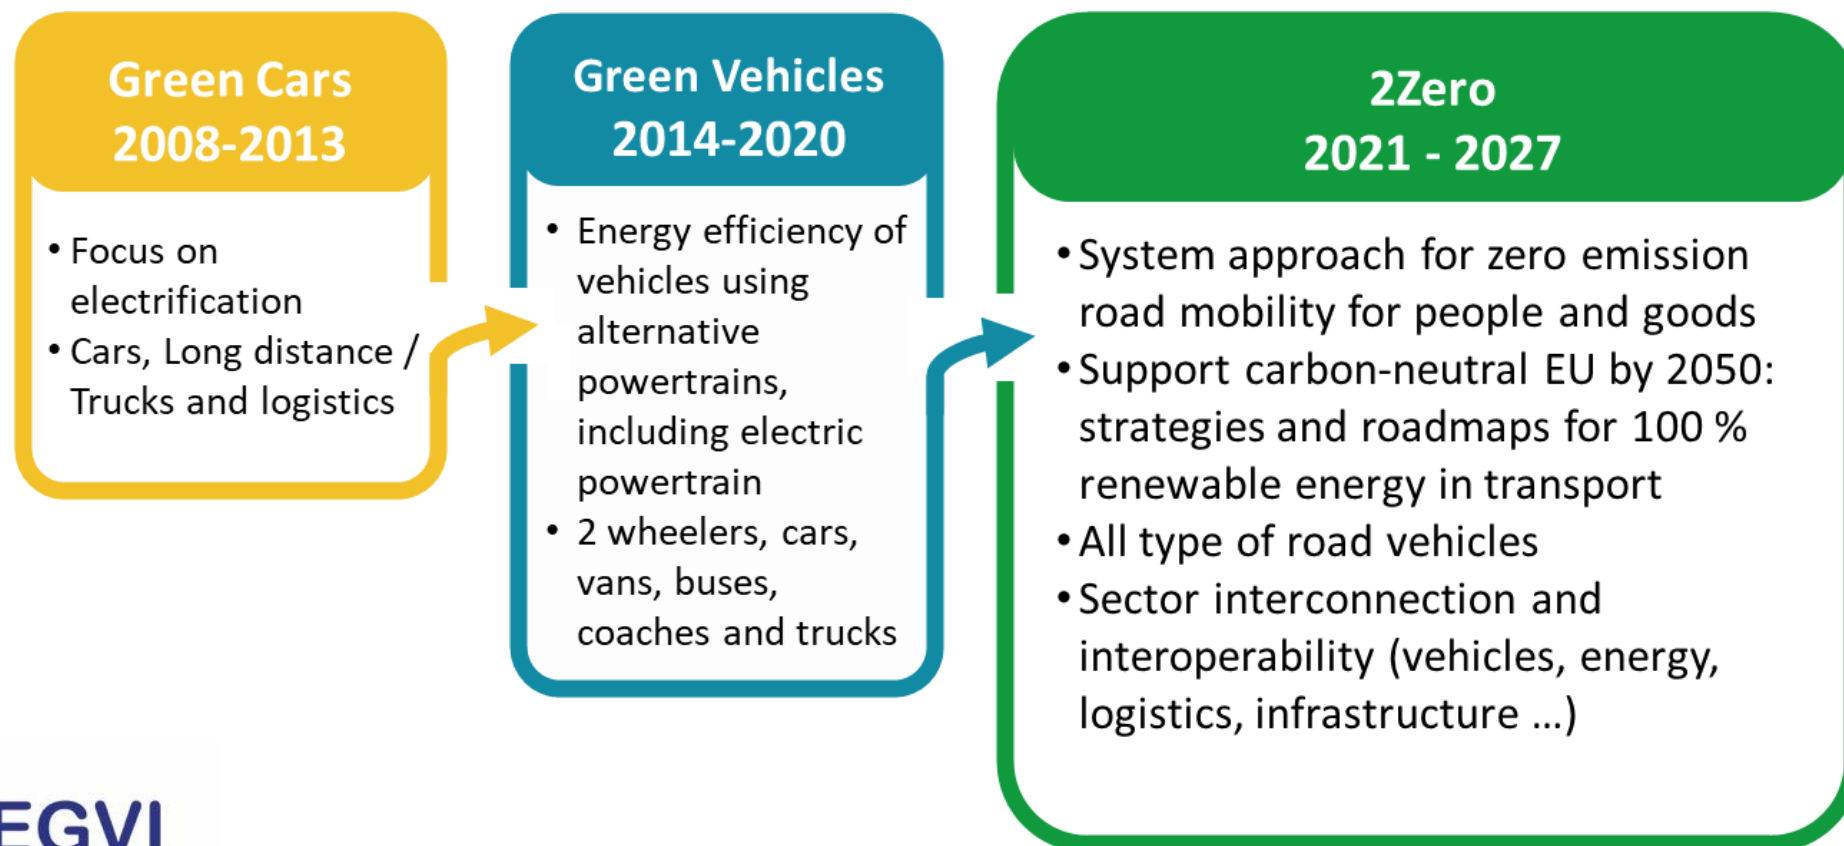 Green Cars
2008-2013
• Focus on
electrification
• Cars, Long distance /
Trucks and logistics
Green Vehicles
2014-2020
• Energy efficiency of
vehicles using
alternative
powertrains,
including electric
powertrain
• 2 wheelers, cars,
vans, buses,
coaches and trucks
2Zero
2021 - 2027
• System approach for zero emission
road mobility for people and goods
• Support carbon-neutral EU by 2050:
strategies and roadmaps for 100 %
renewable energy in transport
• All type of road vehicles
• Sector interconnection and
interoperability (vehicles, energy,
logistics, infrastructure ...)
EGVI